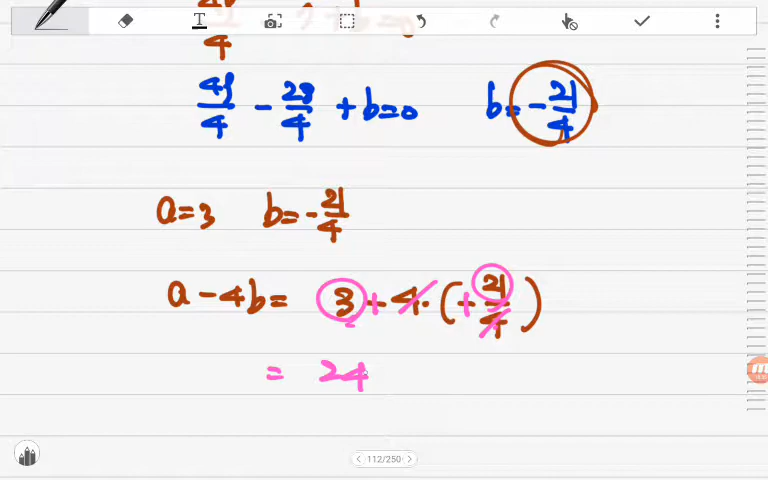 49/4 - 28/4 + b = 0    b = - 21/4
a = 3    b = - 21/4
a - 4b = 3 + 4 · (+ 21/4)
= 24
112/250